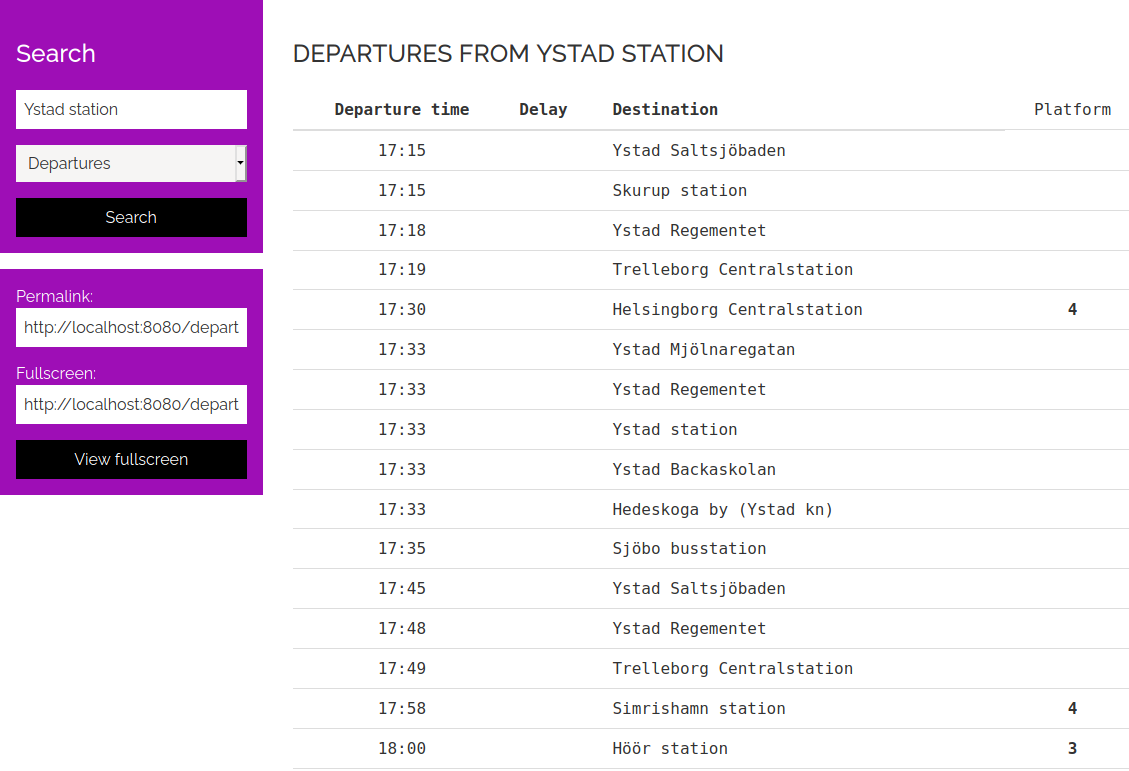 Search
Ystad station
Departures
Search
Permalink:
http://localhost:8080/depart
Fullscreen:
http://localhost:8080/depart
View fullscreen
DEPARTURES FROM YSTAD STATION
Departure time Delay Destination Platform
17:15 Ystad Saltsjöbaden
17:15 Skurup station
17:18 Ystad Regementet
17:19 Trelleborg Centralstation
17:30 Helsingborg Centralstation 4
17:33 Ystad Mjölnaregatan
17:33 Ystad Regementet
17:33 Ystad station
17:33 Ystad Backaskolan
17:33 Hedeskoga by (Ystad kn)
17:35 Sjöbo busstation
17:45 Ystad Saltsjöbaden
17:48 Ystad Regementet
17:49 Trelleborg Centralstation
17:58 Simrishamn station 4
18:00 Höör station 3